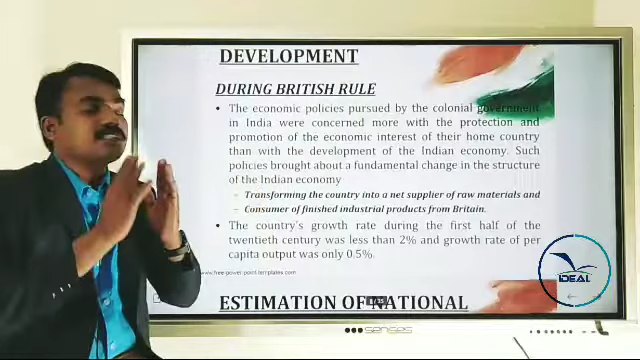 DEVELOPMENT
DURING BRITISH RULE
• The economic policies pursued by the colonial government
in India were concerned more with the protection and
promotion of the economic interest of their home country
than with the development of the Indian economy. Such
policies brought about a fundamental change in the structure
of the Indian economy
– Transforming the country into a net supplier of raw materials and
– Consumer of finished industrial products from Britain.
• The country's growth rate during the first half of the
twentieth century was less than 2% and growth rate of per
capita output was only 0.5%.
www.free-power-point-templates.com
ESTIMATION OF NATIONAL
senses
IDEAL